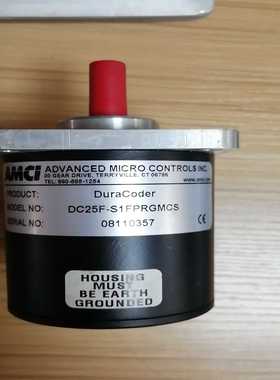 AMCI
ADVANCED MICRO CONTROLS INC.
20 GEAR DRIVE, TERRYVILLE, CT 06786
TEL: 860-585-1254
PRODUCT: DuraCoder
MODEL NO: DC25F-S1FPRGMCS
SERIAL NO: 08110357
CE
HOUSING
MUST
BE EARTH
GROUNDED